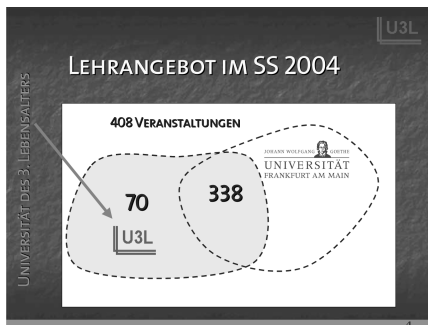 U3L
LEHRANGEBOT IM SS 2004
UNIVERSITÄT DES 3. LEBENSALTERS
408 VERANSTALTUNGEN
JOHANN WOLFGANG GOETHE
UNIVERSITÄT
FRANKFURT AM MAIN
70
338
U3L